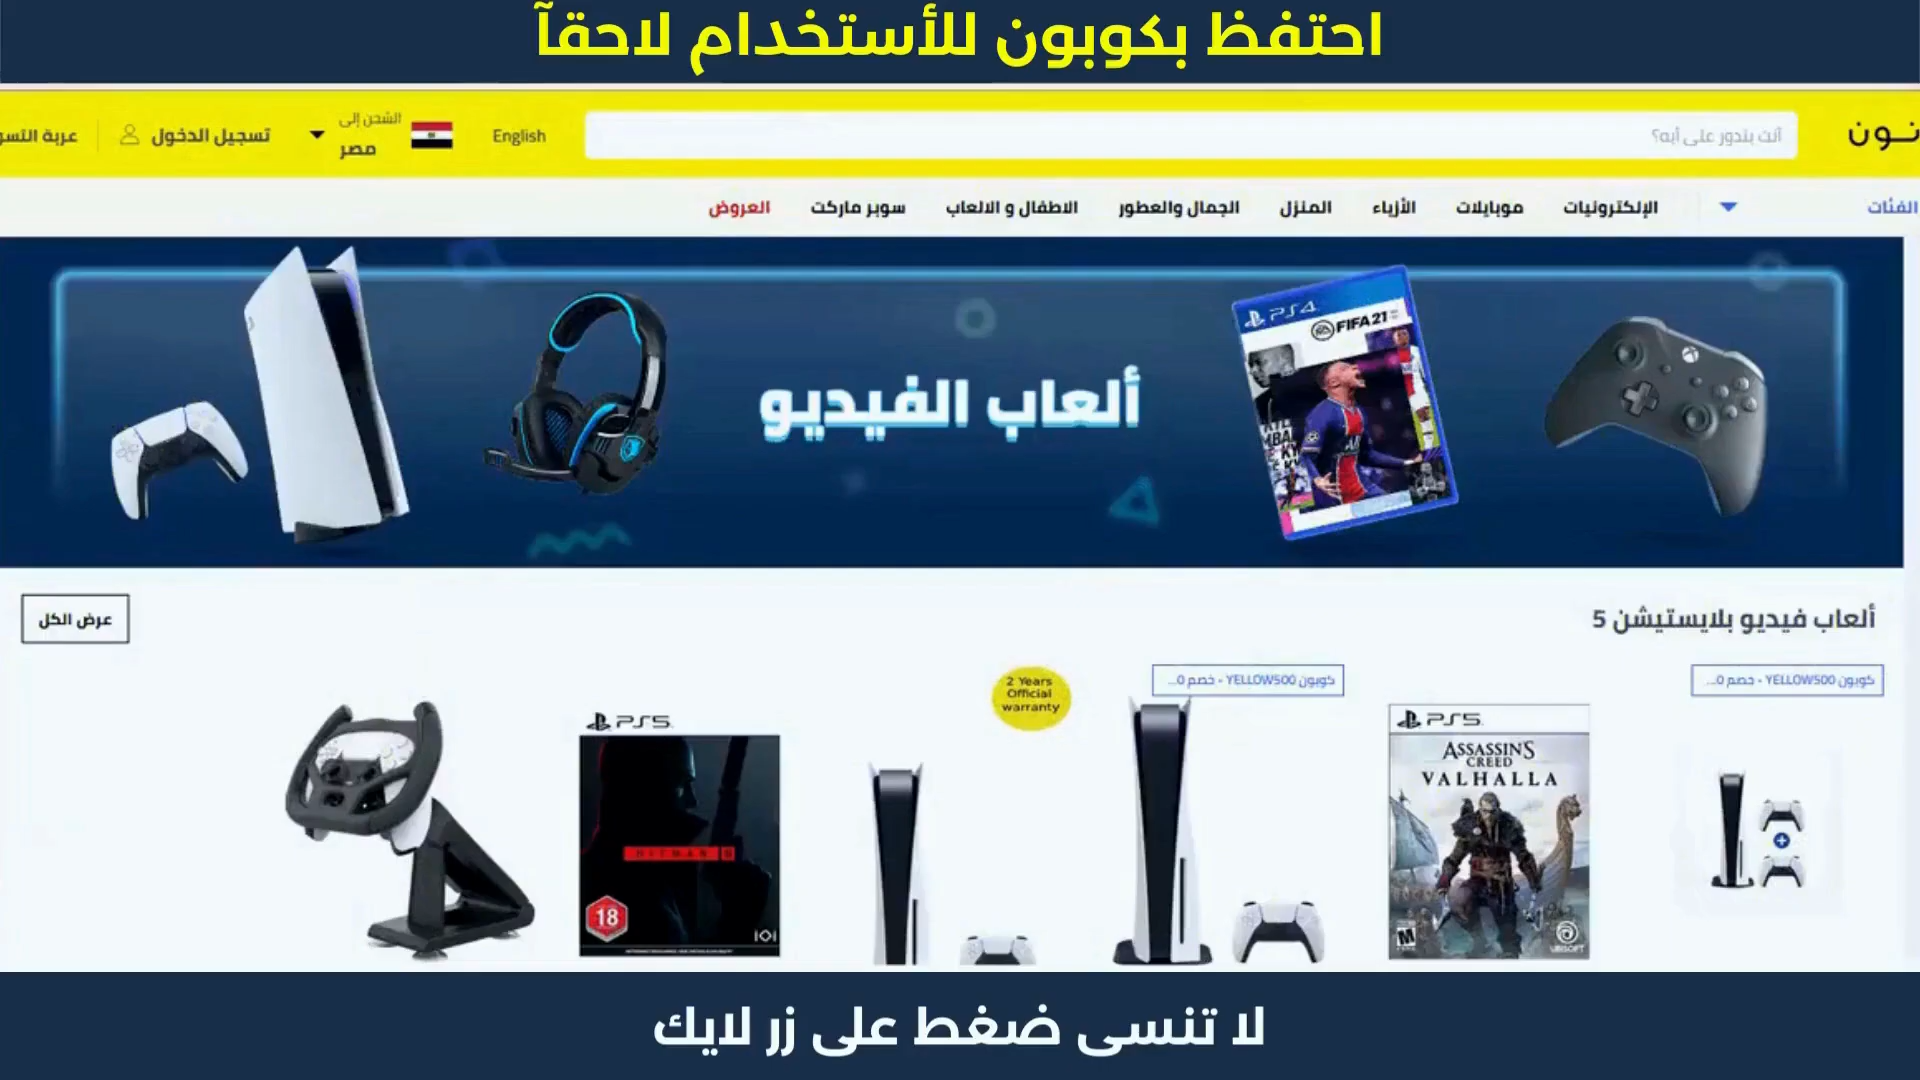 احتفظ بكوبون للأستخدام لاحقآ
نون
أنت بتدور على أيه؟
English
الشحن إلى
مصر
تسجيل الدخول
عربة
الفئات
الإلكترونيات
موبايلات
الأزياء
المنزل
الجمال والعطور
الاطفال و الالعاب
سوبر ماركت
العروض
ألعاب الفيديو
PS4
FIFA 21
ألعاب فيديو بلايستيشن 5
عرض الكل
كوبون YELLOW500 - خصم 0...
كوبون YELLOW500 - خصم 0...
2 Years
Official
warranty
PS5
ASSASSIN'S
CREED
VALHALLA
M
UBISOFT
PS5
HITMAN
18
IOI
لا تنسى ضغط على زر لايك